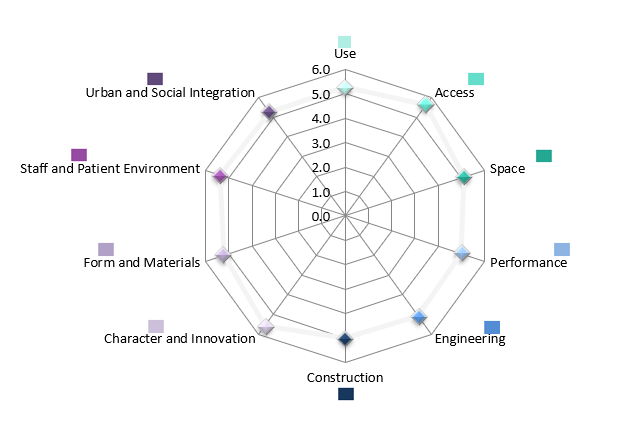 Use
6.0
Urban and Social Integration
5.0
Access
4.0
3.0
Staff and Patient Environment
2.0
Space
1.0
0.0
Form and Materials
Performance
Character and Innovation
Engineering
Construction